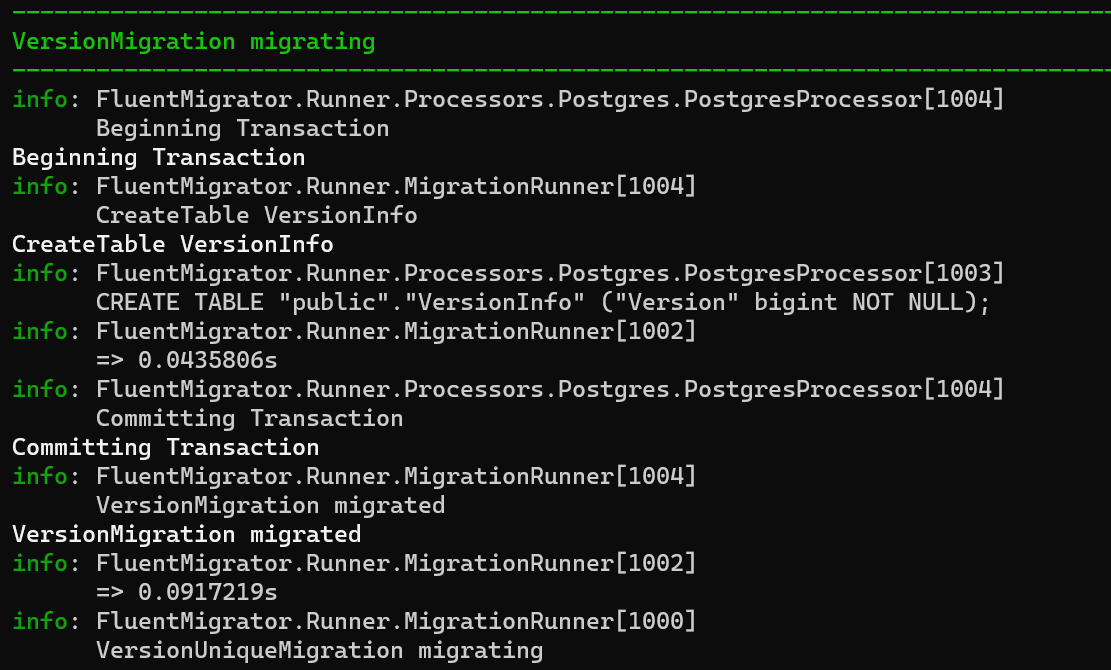 --------------------------------------------------------------------------------
VersionMigration migrating
--------------------------------------------------------------------------------
info: FluentMigrator.Runner.Processors.Postgres.PostgresProcessor[1004]
      Beginning Transaction
Beginning Transaction
info: FluentMigrator.Runner.MigrationRunner[1004]
      CreateTable VersionInfo
CreateTable VersionInfo
info: FluentMigrator.Runner.Processors.Postgres.PostgresProcessor[1003]
      CREATE TABLE "public"."VersionInfo" ("Version" bigint NOT NULL);
info: FluentMigrator.Runner.MigrationRunner[1002]
      => 0.0435806s
info: FluentMigrator.Runner.Processors.Postgres.PostgresProcessor[1004]
      Committing Transaction
Committing Transaction
info: FluentMigrator.Runner.MigrationRunner[1004]
      VersionMigration migrated
VersionMigration migrated
info: FluentMigrator.Runner.MigrationRunner[1002]
      => 0.0917219s
info: FluentMigrator.Runner.MigrationRunner[1000]
      VersionUniqueMigration migrating